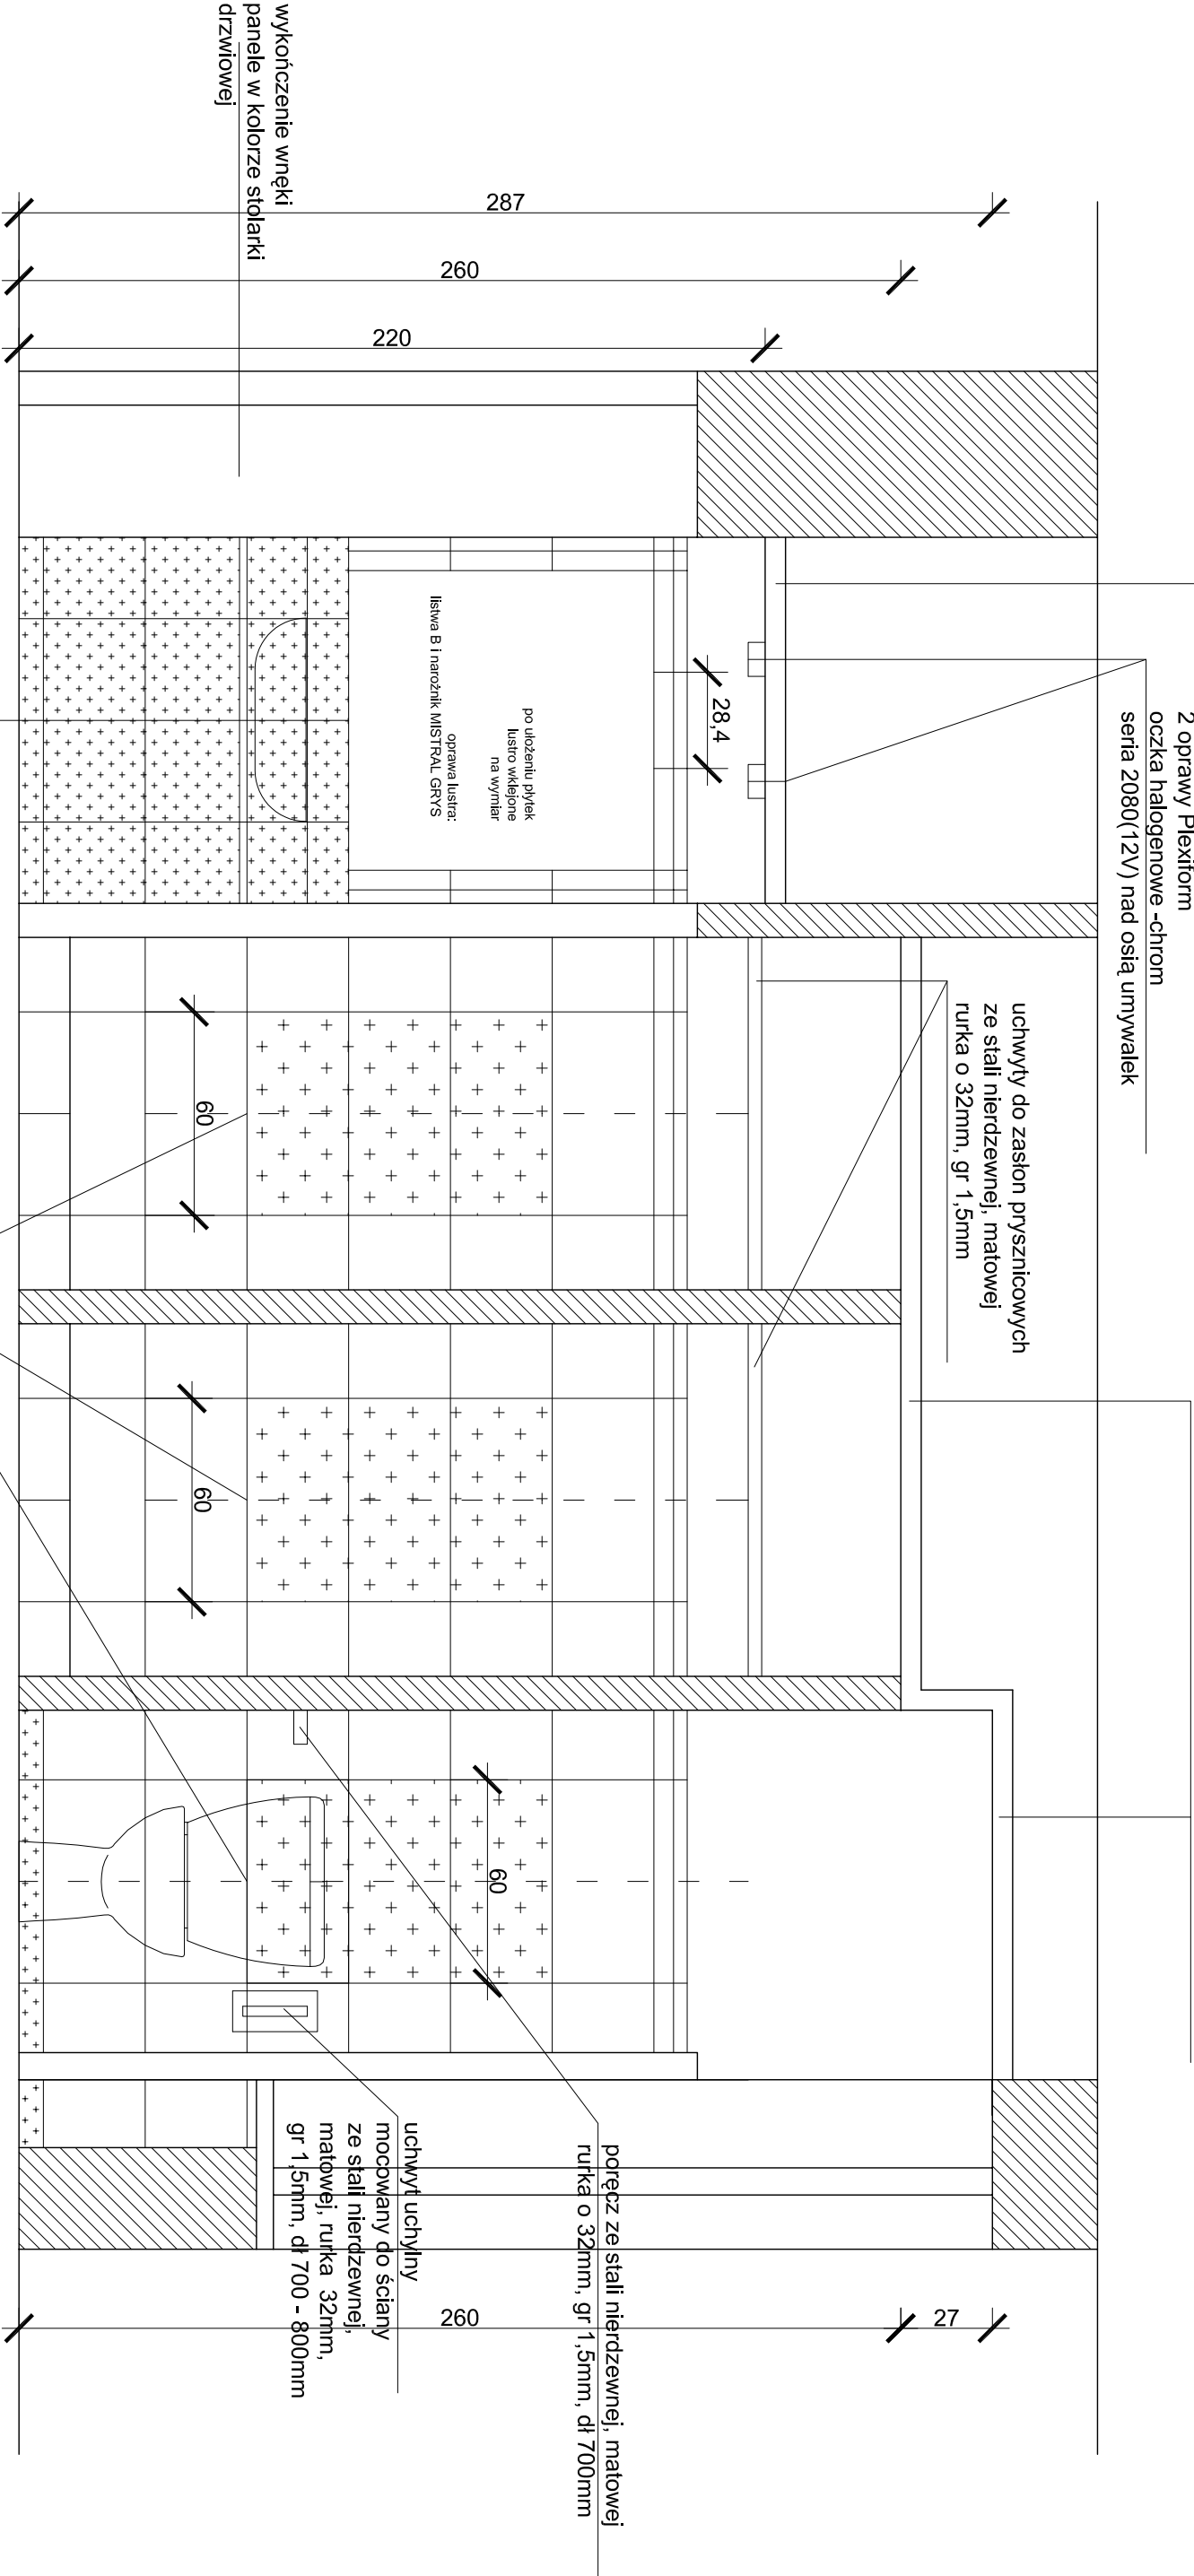 2 oprawy Plexiform
oczka halogenowe -chrom
seria 2080(12V) nad osią umywalek
uchwyty do zasłon prysznicowych
ze stali nierdzewnej, matowej
rurka o 32mm, gr 1,5mm
wykończenie wnęki
panele w kolorze stolarki
drzwiowej
287
260
220
28,4
po ułożeniu płytek
lustro wklejone
na wymiar
oprawa lustra:
listwa B i narożnik MISTRAL GRYS
60
60
60
poręcz ze stali nierdzewnej, matowej
rurka o 32mm, gr 1,5mm, dł 700mm
uchwyt uchylny
mocowany do ściany
ze stali nierdzewnej,
matowej, rurka 32mm,
gr 1,5mm, dł 700 - 800mm
27
260